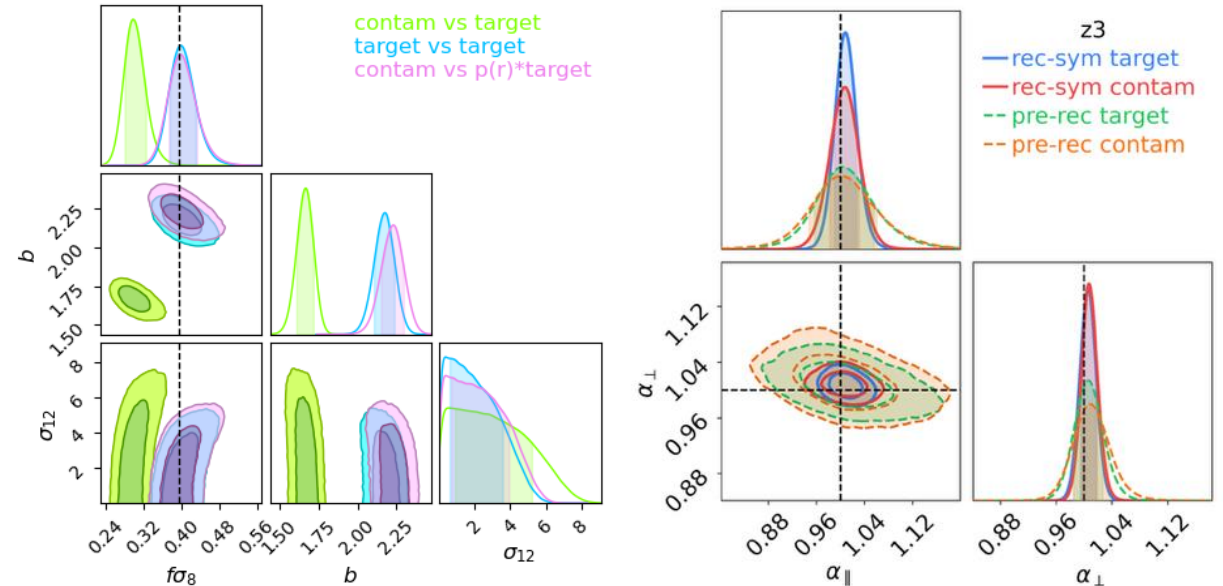 contam vs target
target vs target
contam vs p(r)*target
b
2.25
2.00
1.75
1.50
σ₁₂
8
6
4
2
0.24 0.32 0.40 0.48 0.56
fσ₈
1.50 1.75 2.00 2.25
b
2 4 6 8
σ₁₂
z3
rec-sym target
rec-sym contam
pre-rec target
pre-rec contam
α⊥
1.12
1.04
0.96
0.88
0.88 0.96 1.04 1.12
α∥
0.88 0.96 1.04 1.12
α⊥